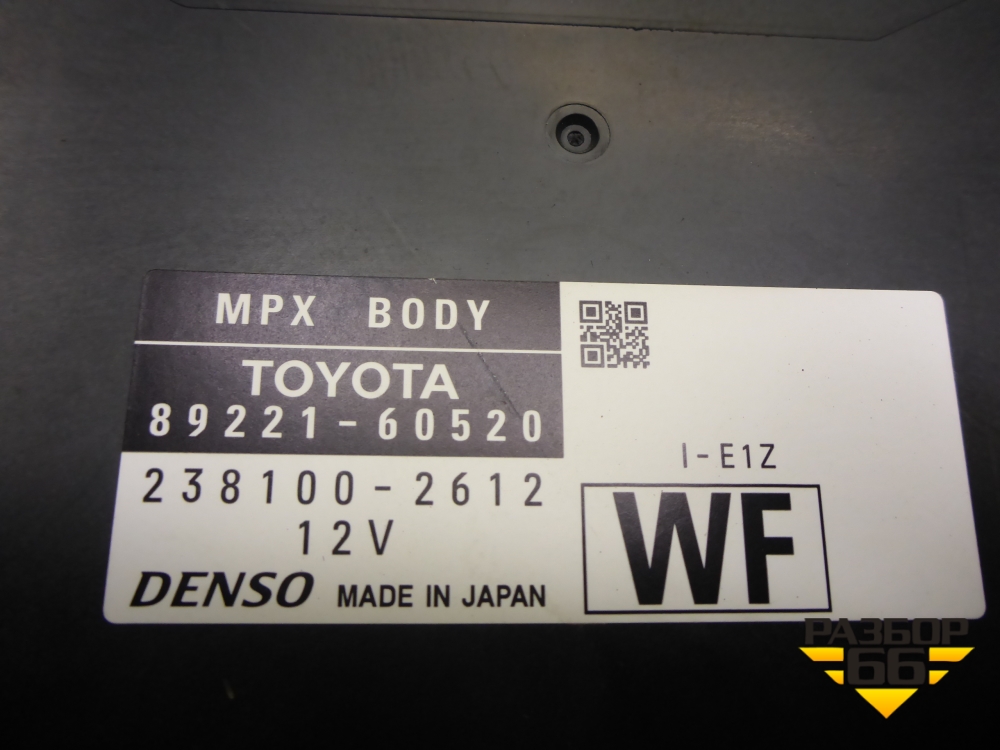 MPX BODY
TOYOTA
89221-60520
238100-2612
12V
DENSO MADE IN JAPAN
I-E1Z
WF
РАЗБОР
66